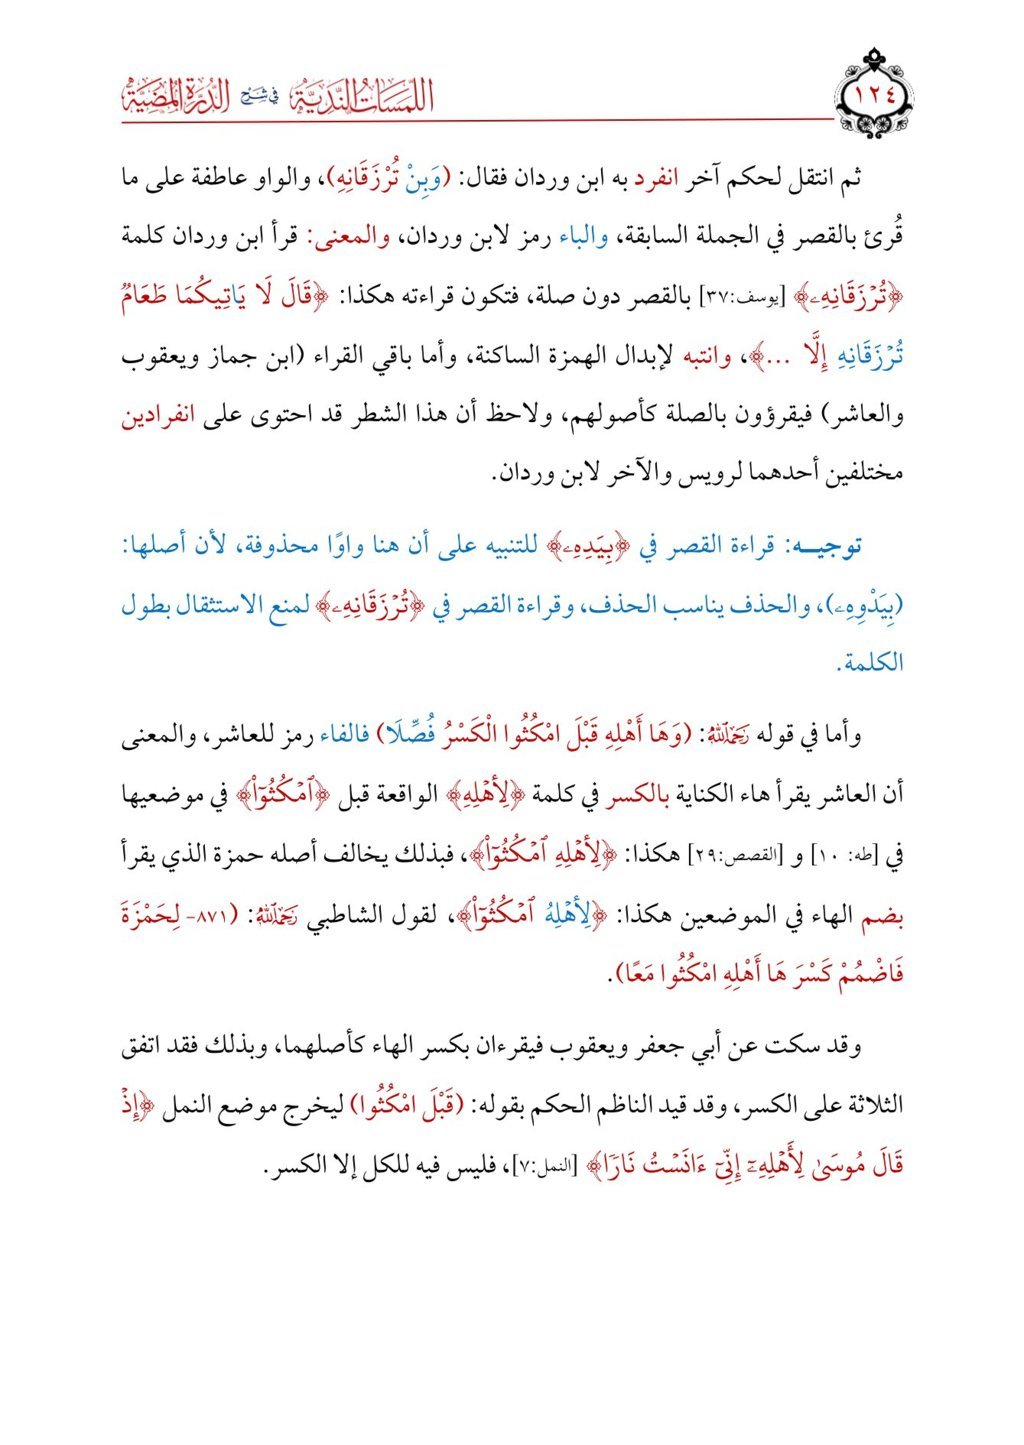 اللمسات الندية في شرح الدرة المضية
١٢٤
ثم انتقل لحكم آخر انفرد به ابن وردان فقال: (وَبِنْ تُرْزَقَانِهِ)، والواو عاطفة على ما
قُرئ بالقصر في الجملة السابقة، والباء رمز لابن وردان، والمعنى: قرأ ابن وردان كلمة
﴿تُرۡزَقَانِهِۦ﴾ [يوسف:٣٧] بالقصر دون صلة، فتكون قراءته هكذا: ﴿قَالَ لَا يَاتِيكُمَا طَعَامٌ
تُرۡزَقَانِهِ إِلَّا ...﴾، وانتبه لإبدال الهمزة الساكنة، وأما باقي القراء (ابن جماز ويعقوب
والعاشر) فيقرؤون بالصلة كأصولهم، ولاحظ أن هذا الشطر قد احتوى على انفرادين
مختلفين أحدهما لرويس والآخر لابن وردان.
توجيـــه: قراءة القصر في ﴿بِيَدِهِۦ﴾ للتنبيه على أن هنا واوًا محذوفة، لأن أصلها:
(بِيَدْوِهِۦ)، والحذف يناسب الحذف، وقراءة القصر في ﴿تُرۡزَقَانِهِۦ﴾ لمنع الاستثقال بطول
الكلمة.
وأما في قوله رَحِمَهُ ٱللَّهُ: (وَهَا أَهْلِهِ قَبْلَ امْكُثُوا الْكَسْرُ فُصِّلَا) فالفاء رمز للعاشر، والمعنى
أن العاشر يقرأ هاء الكناية بالكسر في كلمة ﴿لِأَهۡلِهِ﴾ الواقعة قبل ﴿ٱمۡكُثُوٓاْ﴾ في موضعيها
في [طه: ١٠] و [القصص:٢٩] هكذا: ﴿لِأَهۡلِهِ ٱمۡكُثُوٓاْ﴾، فبذلك يخالف أصله حمزة الذي يقرأ
بضم الهاء في الموضعين هكذا: ﴿لِأَهۡلِهُ ٱمۡكُثُوٓاْ﴾، لقول الشاطبي رَحِمَهُ ٱللَّهُ: (٨٧١- لِحَمْزَةَ
فَاضْمُمْ كَسْرَ هَا أَهْلِهِ امْكُثُوا مَعًا).
وقد سكت عن أبي جعفر ويعقوب فيقرءان بكسر الهاء كأصلهما، وبذلك فقد اتفق
الثلاثة على الكسر، وقد قيد الناظم الحكم بقوله: (قَبْلَ امْكُثُوا) ليخرج موضع النمل ﴿إِذۡ
قَالَ مُوسَىٰ لِأَهۡلِهِۦٓ إِنِّيٓ ءَانَسۡتُ نَارٗا﴾ [النمل:٧]، فليس فيه للكل إلا الكسر.